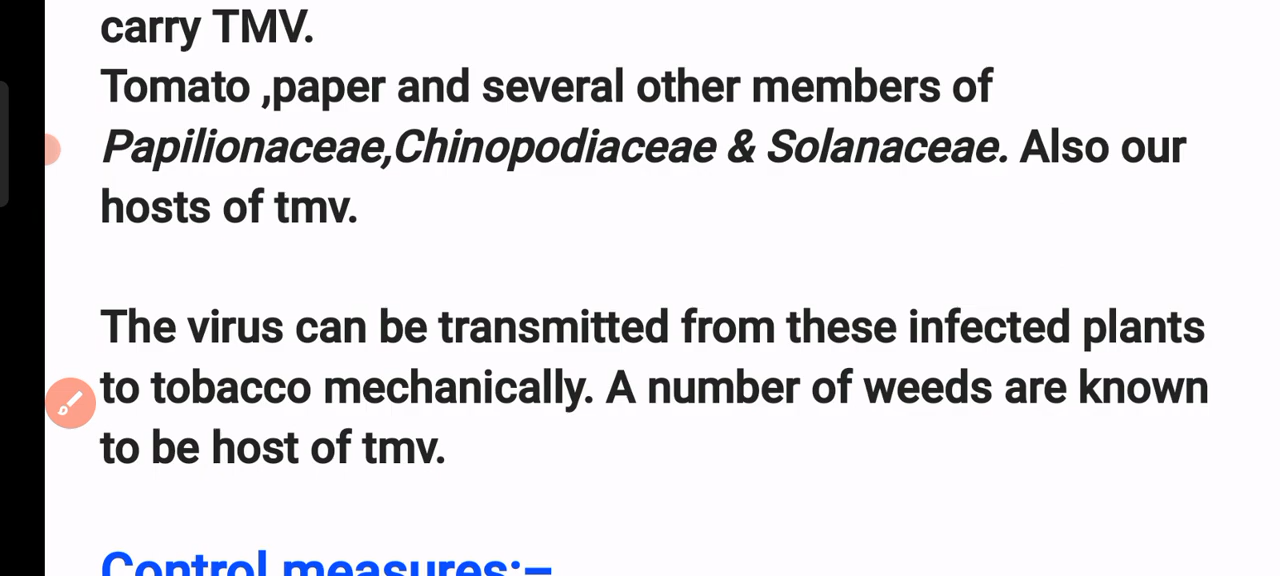 carry TMV.
Tomato ,paper and several other members of
Papilionaceae,Chinopodiaceae & Solanaceae. Also our
hosts of tmv.
The virus can be transmitted from these infected plants
to tobacco mechanically. A number of weeds are known
to be host of tmv.
Control measures:–